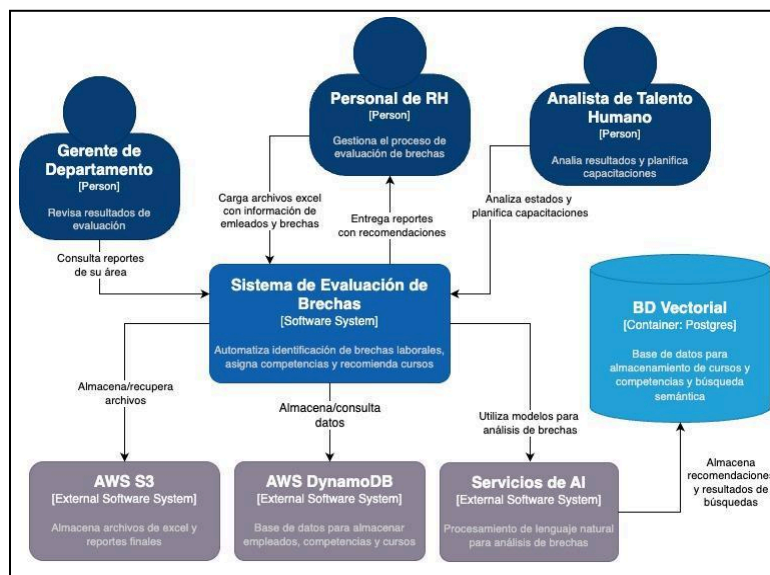 Gerente de
Departamento
[Person]
Revisa resultados de
evaluación
Personal de RH
[Person]
Gestiona el proceso de
evaluación de brechas
Analista de Talento
Humano
[Person]
Analia resultados y planifica
capacitaciones
Consulta reportes
de su área
Carga archivos excel
con información de
emleados y brechas
Entrega reportes
con recomendaciones
Analiza estados y
planifica capacitaciones
Sistema de Evaluación de
Brechas
[Software System]
Automatiza identificación de brechas laborales,
asigna competencias y recomienda cursos
BD Vectorial
[Container: Postgres]
Base de datos para
almacenamiento de cursos y
competencias y búsqueda
semántica
Almacena/recupera
archivos
Almacena/consulta
datos
Utiliza modelos para
análisis de brechas
Almacena
recomendaciones
y resultados de
búsquedas
AWS S3
[External Software System]
Almacena archivos de excel y
reportes finales
AWS DynamoDB
[External Software System]
Base de datos para almacenar
empleados, competencias y cursos
Servicios de AI
[External Software System]
Procesamiento de lenguaje natural
para análisis de brechas